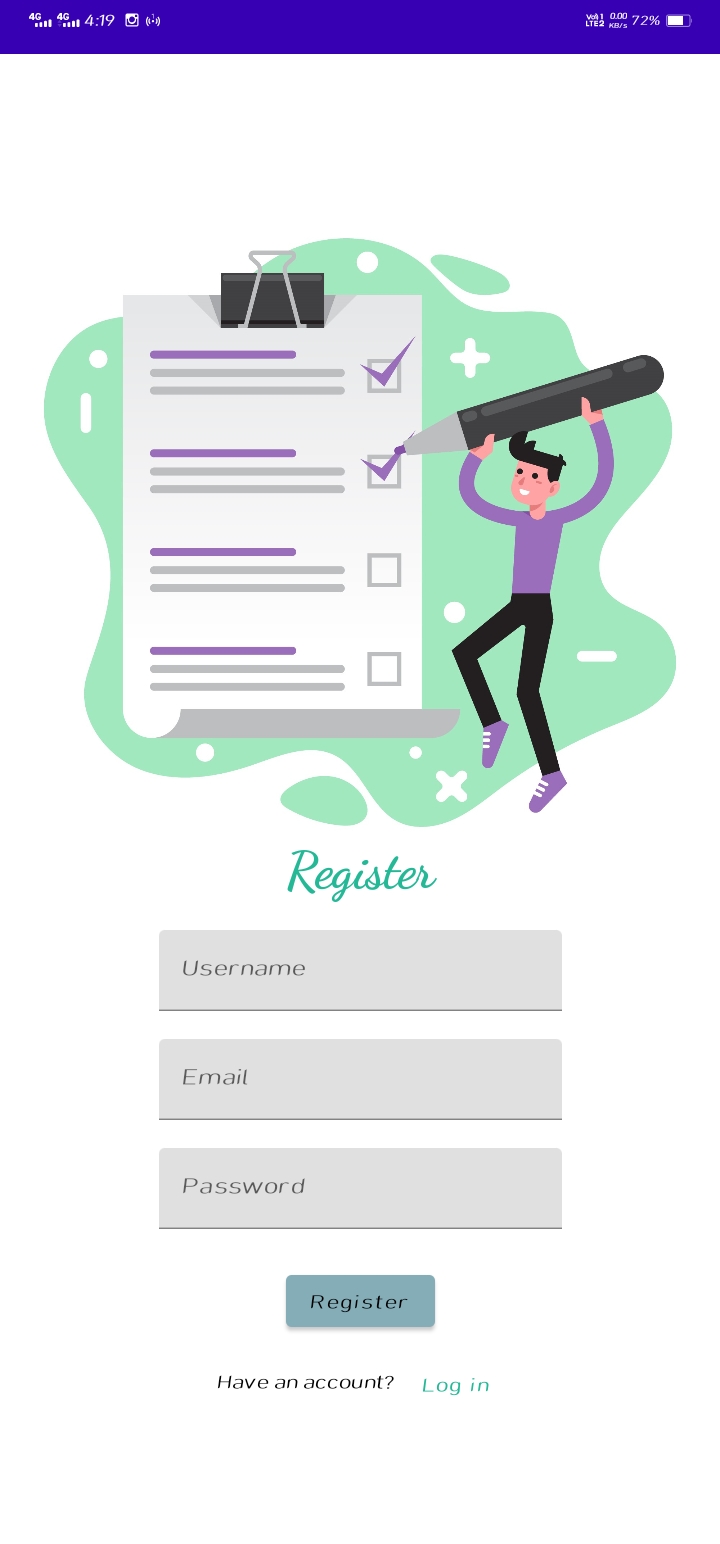 4G 4G 4:19 Vo) 1 LTE2 0.00 KB/s 72%
Register
Username
Email
Password
Register
Have an account? Log in